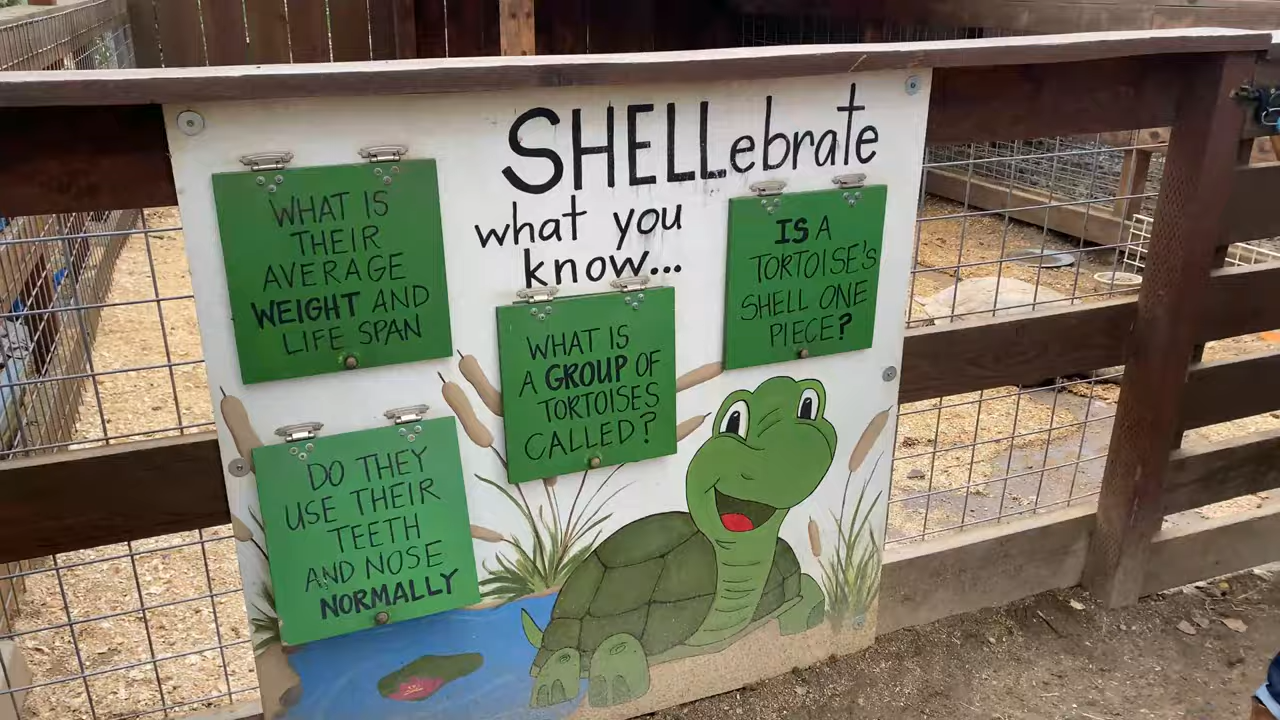 SHELLebrate
what you
know...
WHAT IS
THEIR
AVERAGE
WEIGHT AND
LIFE SPAN
WHAT IS
A GROUP OF
TORTOISES
CALLED?
IS A
TORTOISE'S
SHELL ONE
PIECE?
DO THEY
USE THEIR
TEETH
AND NOSE
NORMALLY